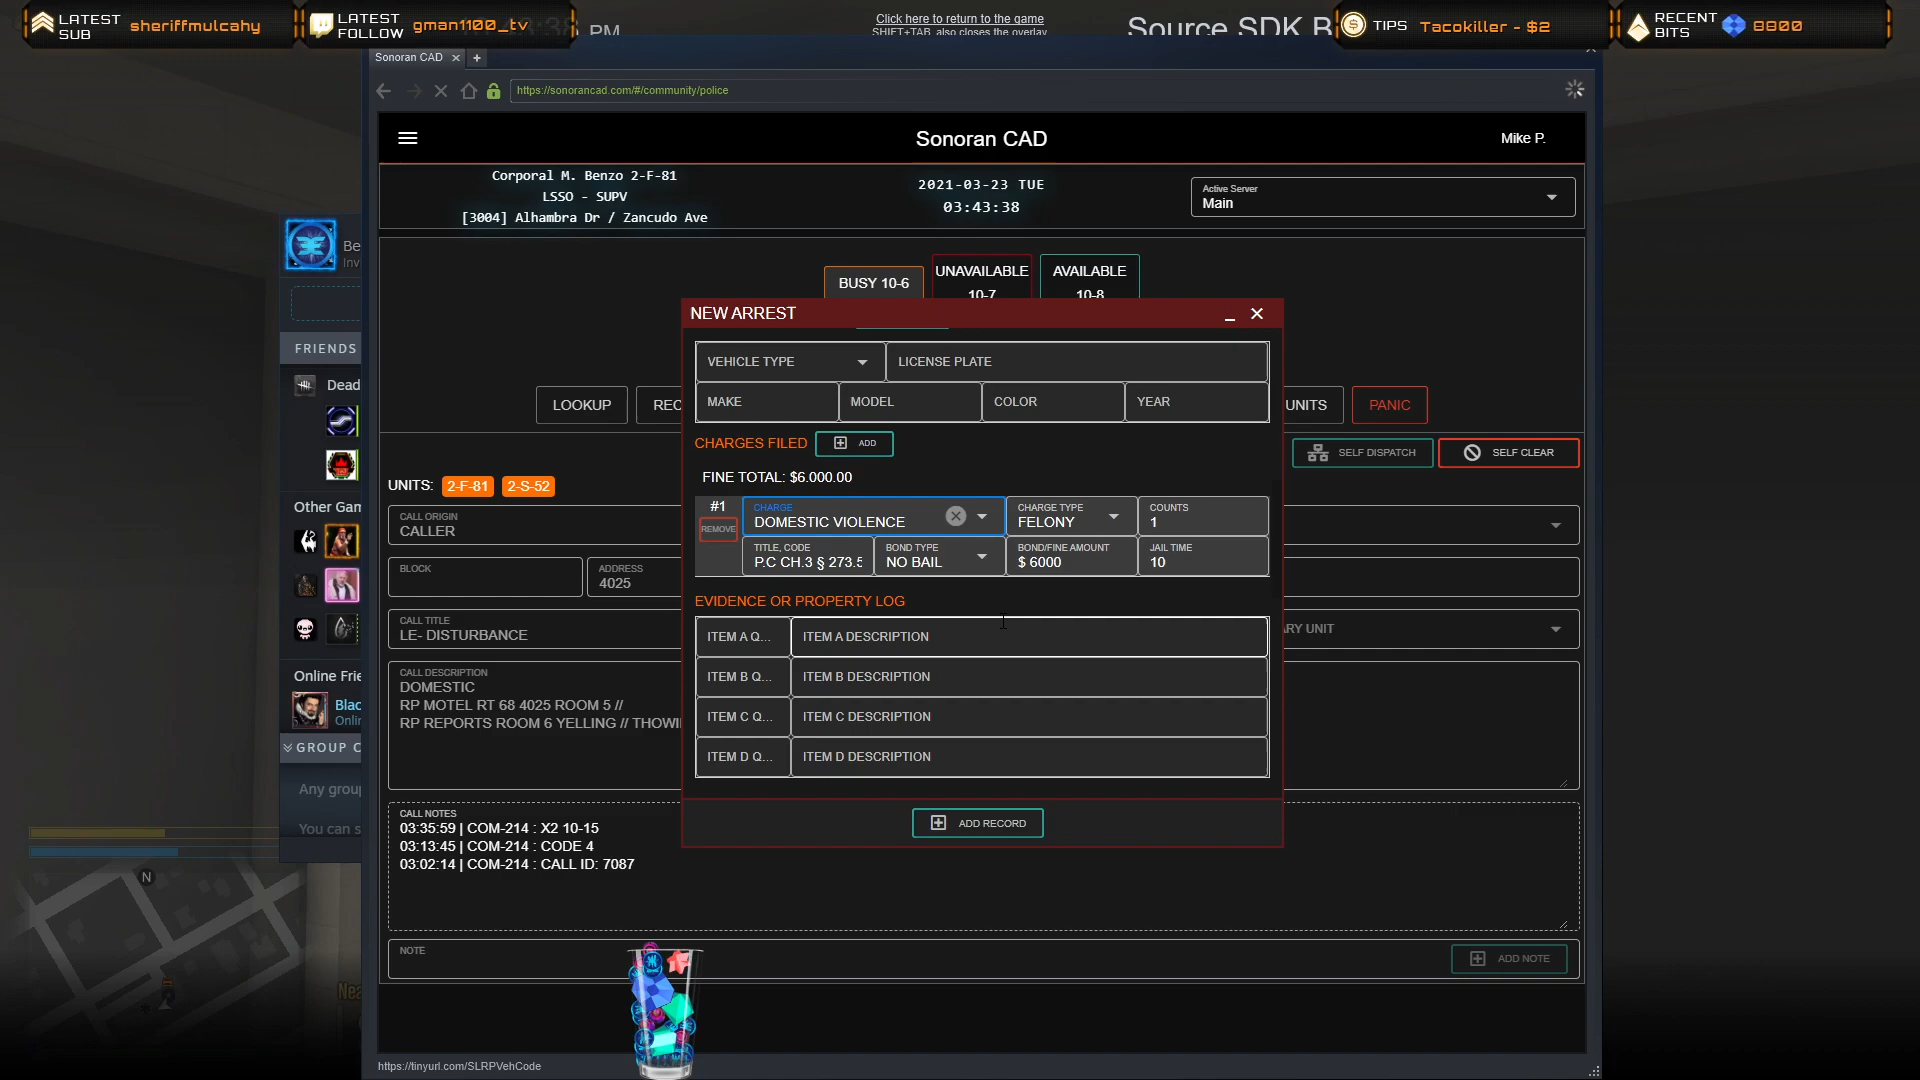 LATEST
SUB
sheriffmulcahy
LATEST
FOLLOW
gman1100_tv
PM
Click here to return to the game
SHIFT+TAB also closes the overlay
Source SDK B
TIPS
Tacokiller - $2
RECENT
BITS
8800
Sonoran CAD
https://sonorancad.com/#/community/police
Sonoran CAD
Mike P.
Corporal M. Benzo 2-F-81
LSSO - SUPV
[3004] Alhambra Dr / Zancudo Ave
2021-03-23 TUE
03:43:38
Active Server
Main
Be
Inv
BUSY 10-6
UNAVAILABLE
10-7
AVAILABLE
10-8
NEW ARREST
VEHICLE TYPE
LICENSE PLATE
MAKE
MODEL
COLOR
YEAR
FRIENDS
Dead
LOOKUP
REC
UNITS
PANIC
CHARGES FILED
ADD
SELF DISPATCH
SELF CLEAR
FINE TOTAL: $6,000.00
UNITS:
2-F-81
2-S-52
#1
REMOVE
CHARGE
DOMESTIC VIOLENCE
CHARGE TYPE
FELONY
COUNTS
1
TITLE, CODE
P.C CH.3 § 273.5
BOND TYPE
NO BAIL
BOND/FINE AMOUNT
$ 6000
JAIL TIME
10
Other Gam
CALL ORIGIN
CALLER
BLOCK
ADDRESS
4025
EVIDENCE OR PROPERTY LOG
ITEM A Q...
ITEM A DESCRIPTION
ITEM B Q...
ITEM B DESCRIPTION
ITEM C Q...
ITEM C DESCRIPTION
ITEM D Q...
ITEM D DESCRIPTION
CALL TITLE
LE- DISTURBANCE
RY UNIT
Online Frie
Blac
Onlin
CALL DESCRIPTION
DOMESTIC
RP MOTEL RT 68 4025 ROOM 5 //
RP REPORTS ROOM 6 YELLING // THOWI
GROUP C
Any group
You can s
ADD RECORD
CALL NOTES
03:35:59 | COM-214 : X2 10-15
03:13:45 | COM-214 : CODE 4
03:02:14 | COM-214 : CALL ID: 7087
N
NOTE
ADD NOTE
Nea
https://tinyurl.com/SLRPVehCode